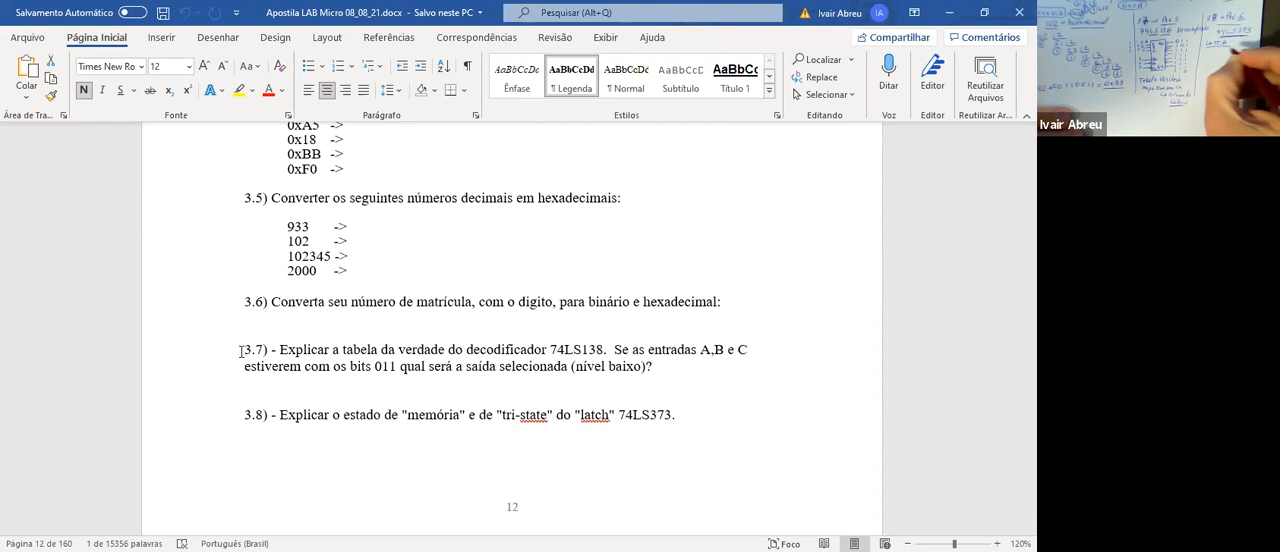 Salvamento Automático
Apostila LAB Micro 08_08_21.docx - Salvo neste PC
Pesquisar (Alt+Q)
Ivair Abreu
IA
Arquivo Página Inicial Inserir Design Layout Referências Correspondências Revisão Exibir Ajuda
Compartilhar
Comentários
Colar
Times New Ro
12
N I S
AaBbCcDc
Ênfase
AaBbCcDd
¶ Legenda
AaBbCcDc
¶ Normal
AaBbCcDd
Subtítulo
AaBbCc
Título 1
Localizar
Replace
Selecionar
Ditar
Editor
Reutilizar
Arquivos
Área de Tra...
Fonte
Parágrafo
Estilos
Editando
Voz
Editor
Reutilizar Ar...
0xA5 ->
0x18 ->
0xBB ->
0xF0 ->
3.5) Converter os seguintes números decimais em hexadecimais:
933 ->
102 ->
102345 ->
2000 ->
3.6) Converta seu número de matrícula, com o digito, para binário e hexadecimal:
3.7) - Explicar a tabela da verdade do decodificador 74LS138. Se as entradas A,B e C
estiverem com os bits 011 qual será a saída selecionada (nível baixo)?
3.8) - Explicar o estado de "memória" e de "tri-state" do "latch" 74LS373.
12
Página 12 de 160
1 de 15356 palavras
Português (Brasil)
Foco
120%
Ivair Abreu
74LS373